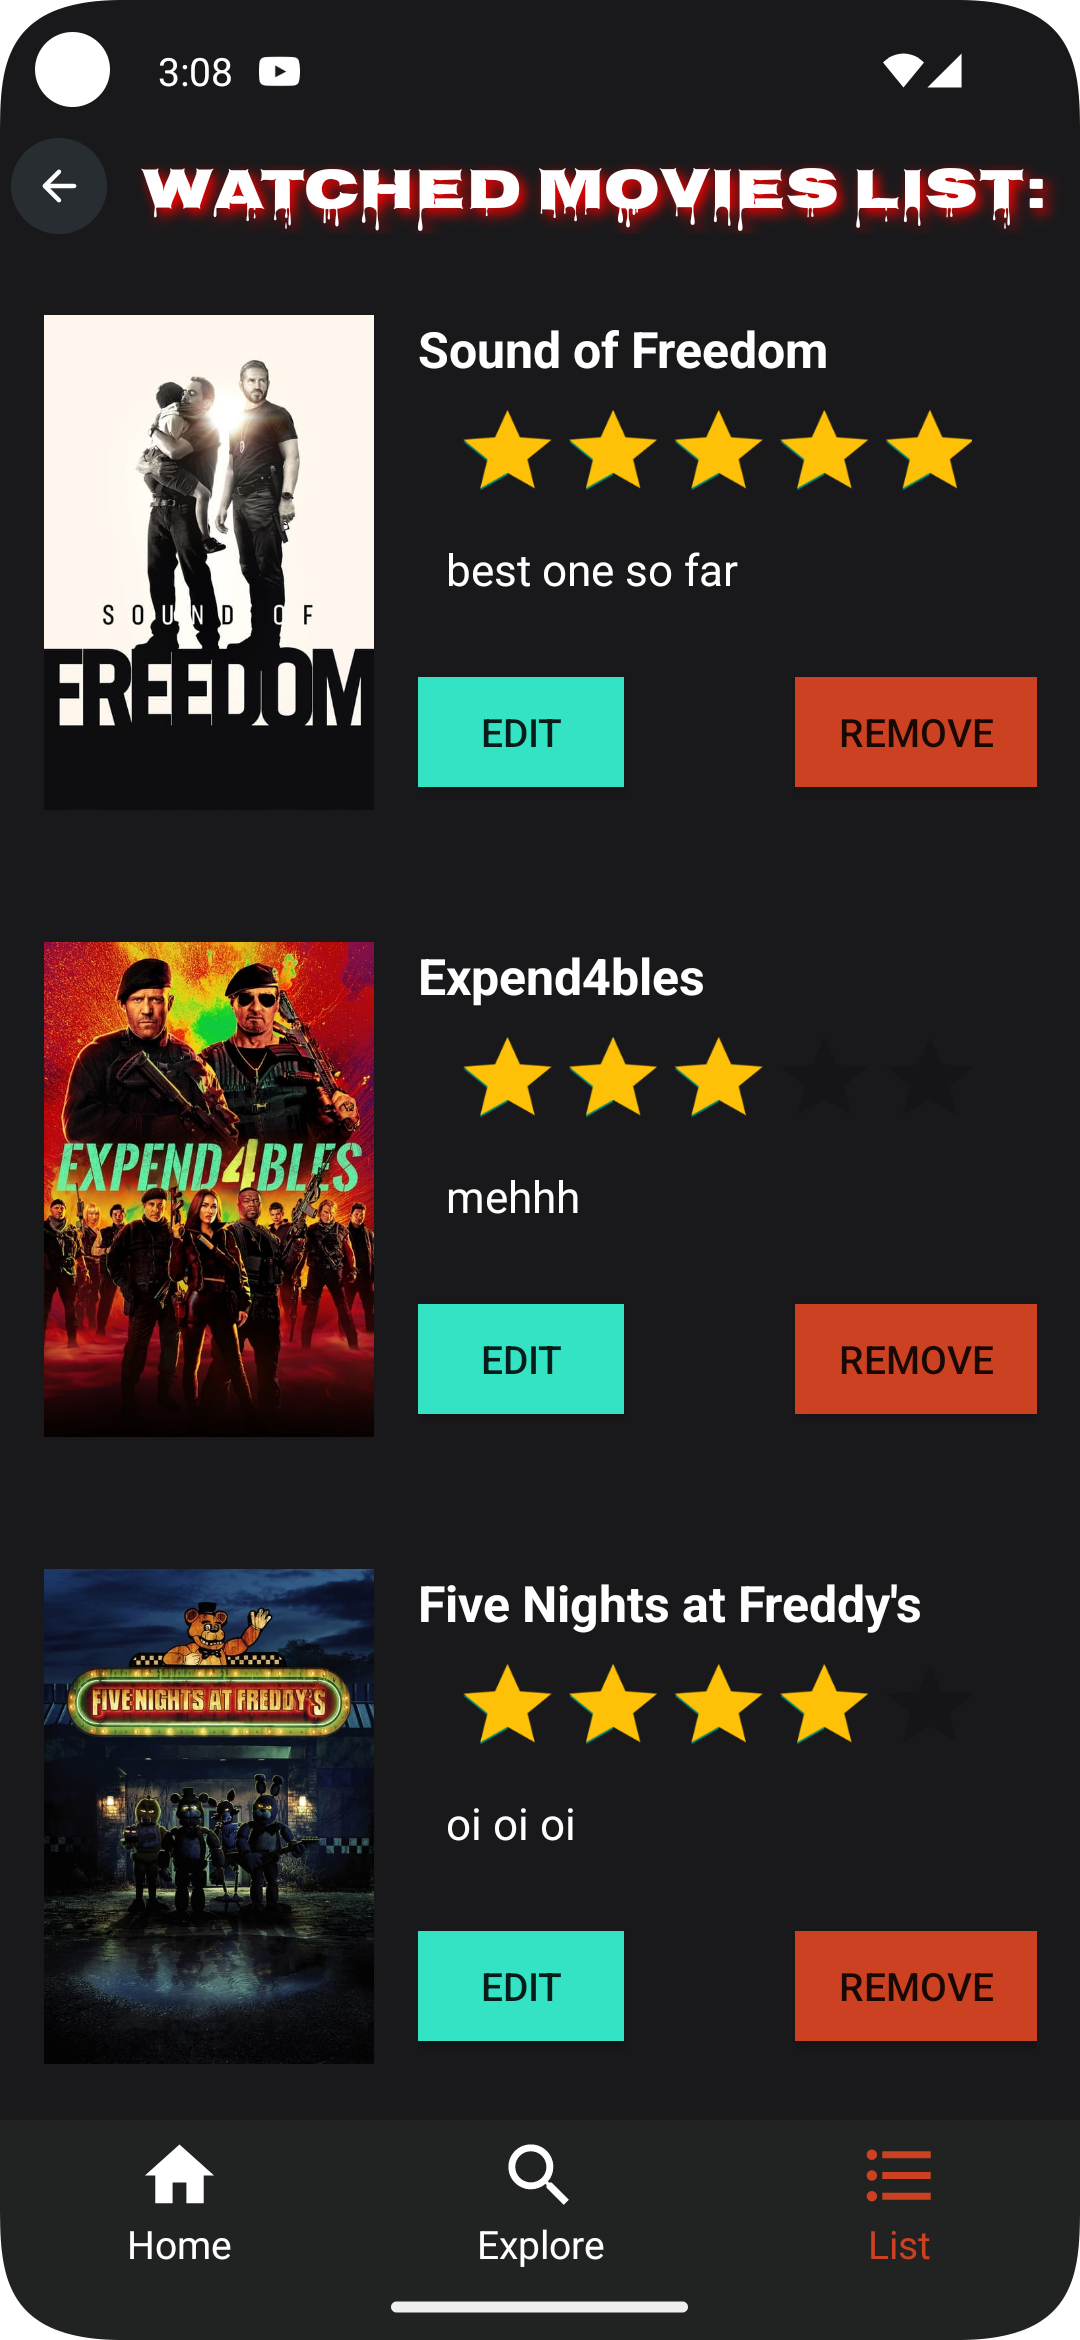 3:08
WATCHED MOVIES LIST:
SOUND OF
FREEDOM
Sound of Freedom
best one so far
EDIT
REMOVE
EXPEND4BLES
Expend4bles
mehhh
EDIT
REMOVE
FIVE NIGHTS AT FREDDY'S
Five Nights at Freddy's
oi oi oi
EDIT
REMOVE
Home
Explore
List